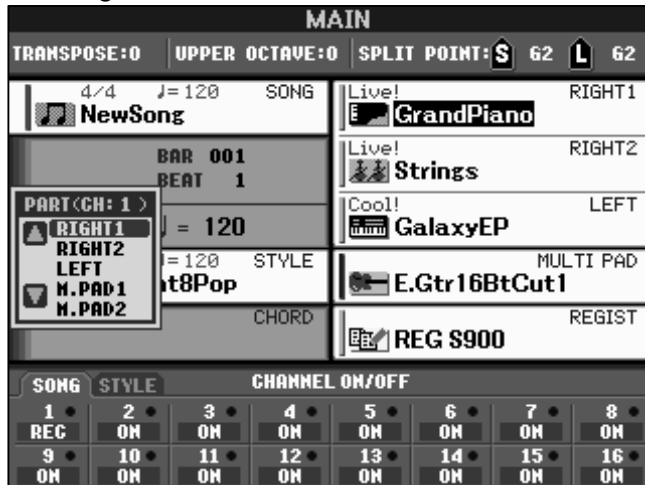 MAIN
TRANSPOSE:0 UPPER OCTAVE:0 SPLIT POINT: S G2 L G2
4/4 ♩=120 SONG
NewSong
Live! RIGHT1
GrandPiano
BAR 001
BEAT 1
Live! RIGHT2
Strings
PART(CH: 1 )
RIGHT1
RIGHT2
LEFT
M.PAD1
M.PAD2
= 120
Cool! LEFT
GalaxyEP
=120 STYLE
t8Pop
MULTI PAD
E.Gtr16BtCut1
CHORD
REGIST
REG S900
SONG STYLE CHANNEL ON/OFF
1 2 3 4 5 6 7 8
REC ON ON ON ON ON ON ON
9 10 11 12 13 14 15 16
ON ON ON ON ON ON ON ON